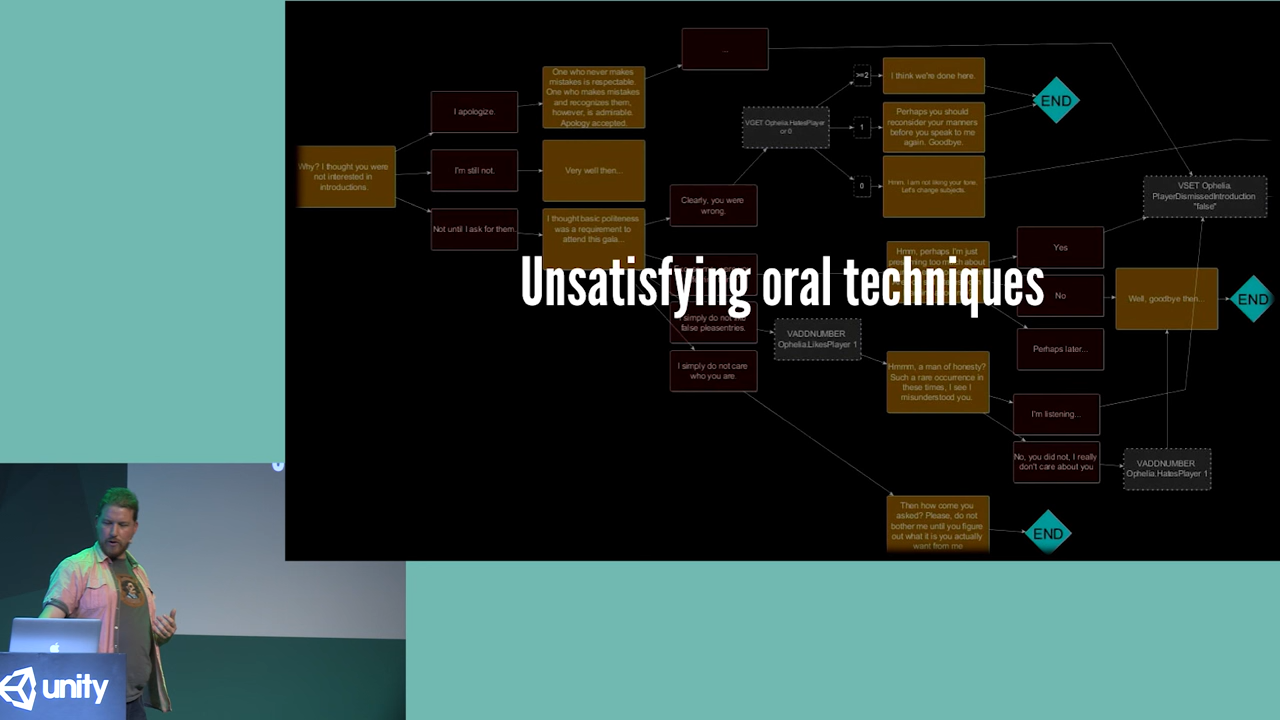 ...
One who never makes
mistakes is respectable.
One who makes mistakes
and recognizes them,
however, is admirable.
Apology accepted.
I apologize.
Why? I thought you were
not interested in
introductions.
I'm still not.
Very well then...
Not until I ask for them.
I thought basic politeness
was a requirement to
attend this gala...
Clearly, you were
wrong.
VGET Ophelia.HatesPlayer
or 0
>=2
1
0
I think we're done here.
Perhaps you should
reconsider your manners
before you speak to me
again. Goodbye.
Hmm, I am not liking your tone.
Let's change subjects.
END
VSET Ophelia.
PlayerDismissedIntroduction
"false"
Unsatisfying oral techniques
Hmm, perhaps I'm just
Yes
No
Perhaps later...
Well, goodbye then...
END
I simply do not
false pleasentries.
VADDNUMBER
Ophelia.LikesPlayer 1
I simply do not care
who you are.
Hmmm, a man of honesty?
Such a rare occurrence in
these times, I see I
misunderstood you.
I'm listening...
No, you did not, I really
don't care about you
VADDNUMBER
Ophelia.HatesPlayer 1
Then how come you
asked? Please, do not
bother me until you figure
out what it is you actually
want from me
END
unity